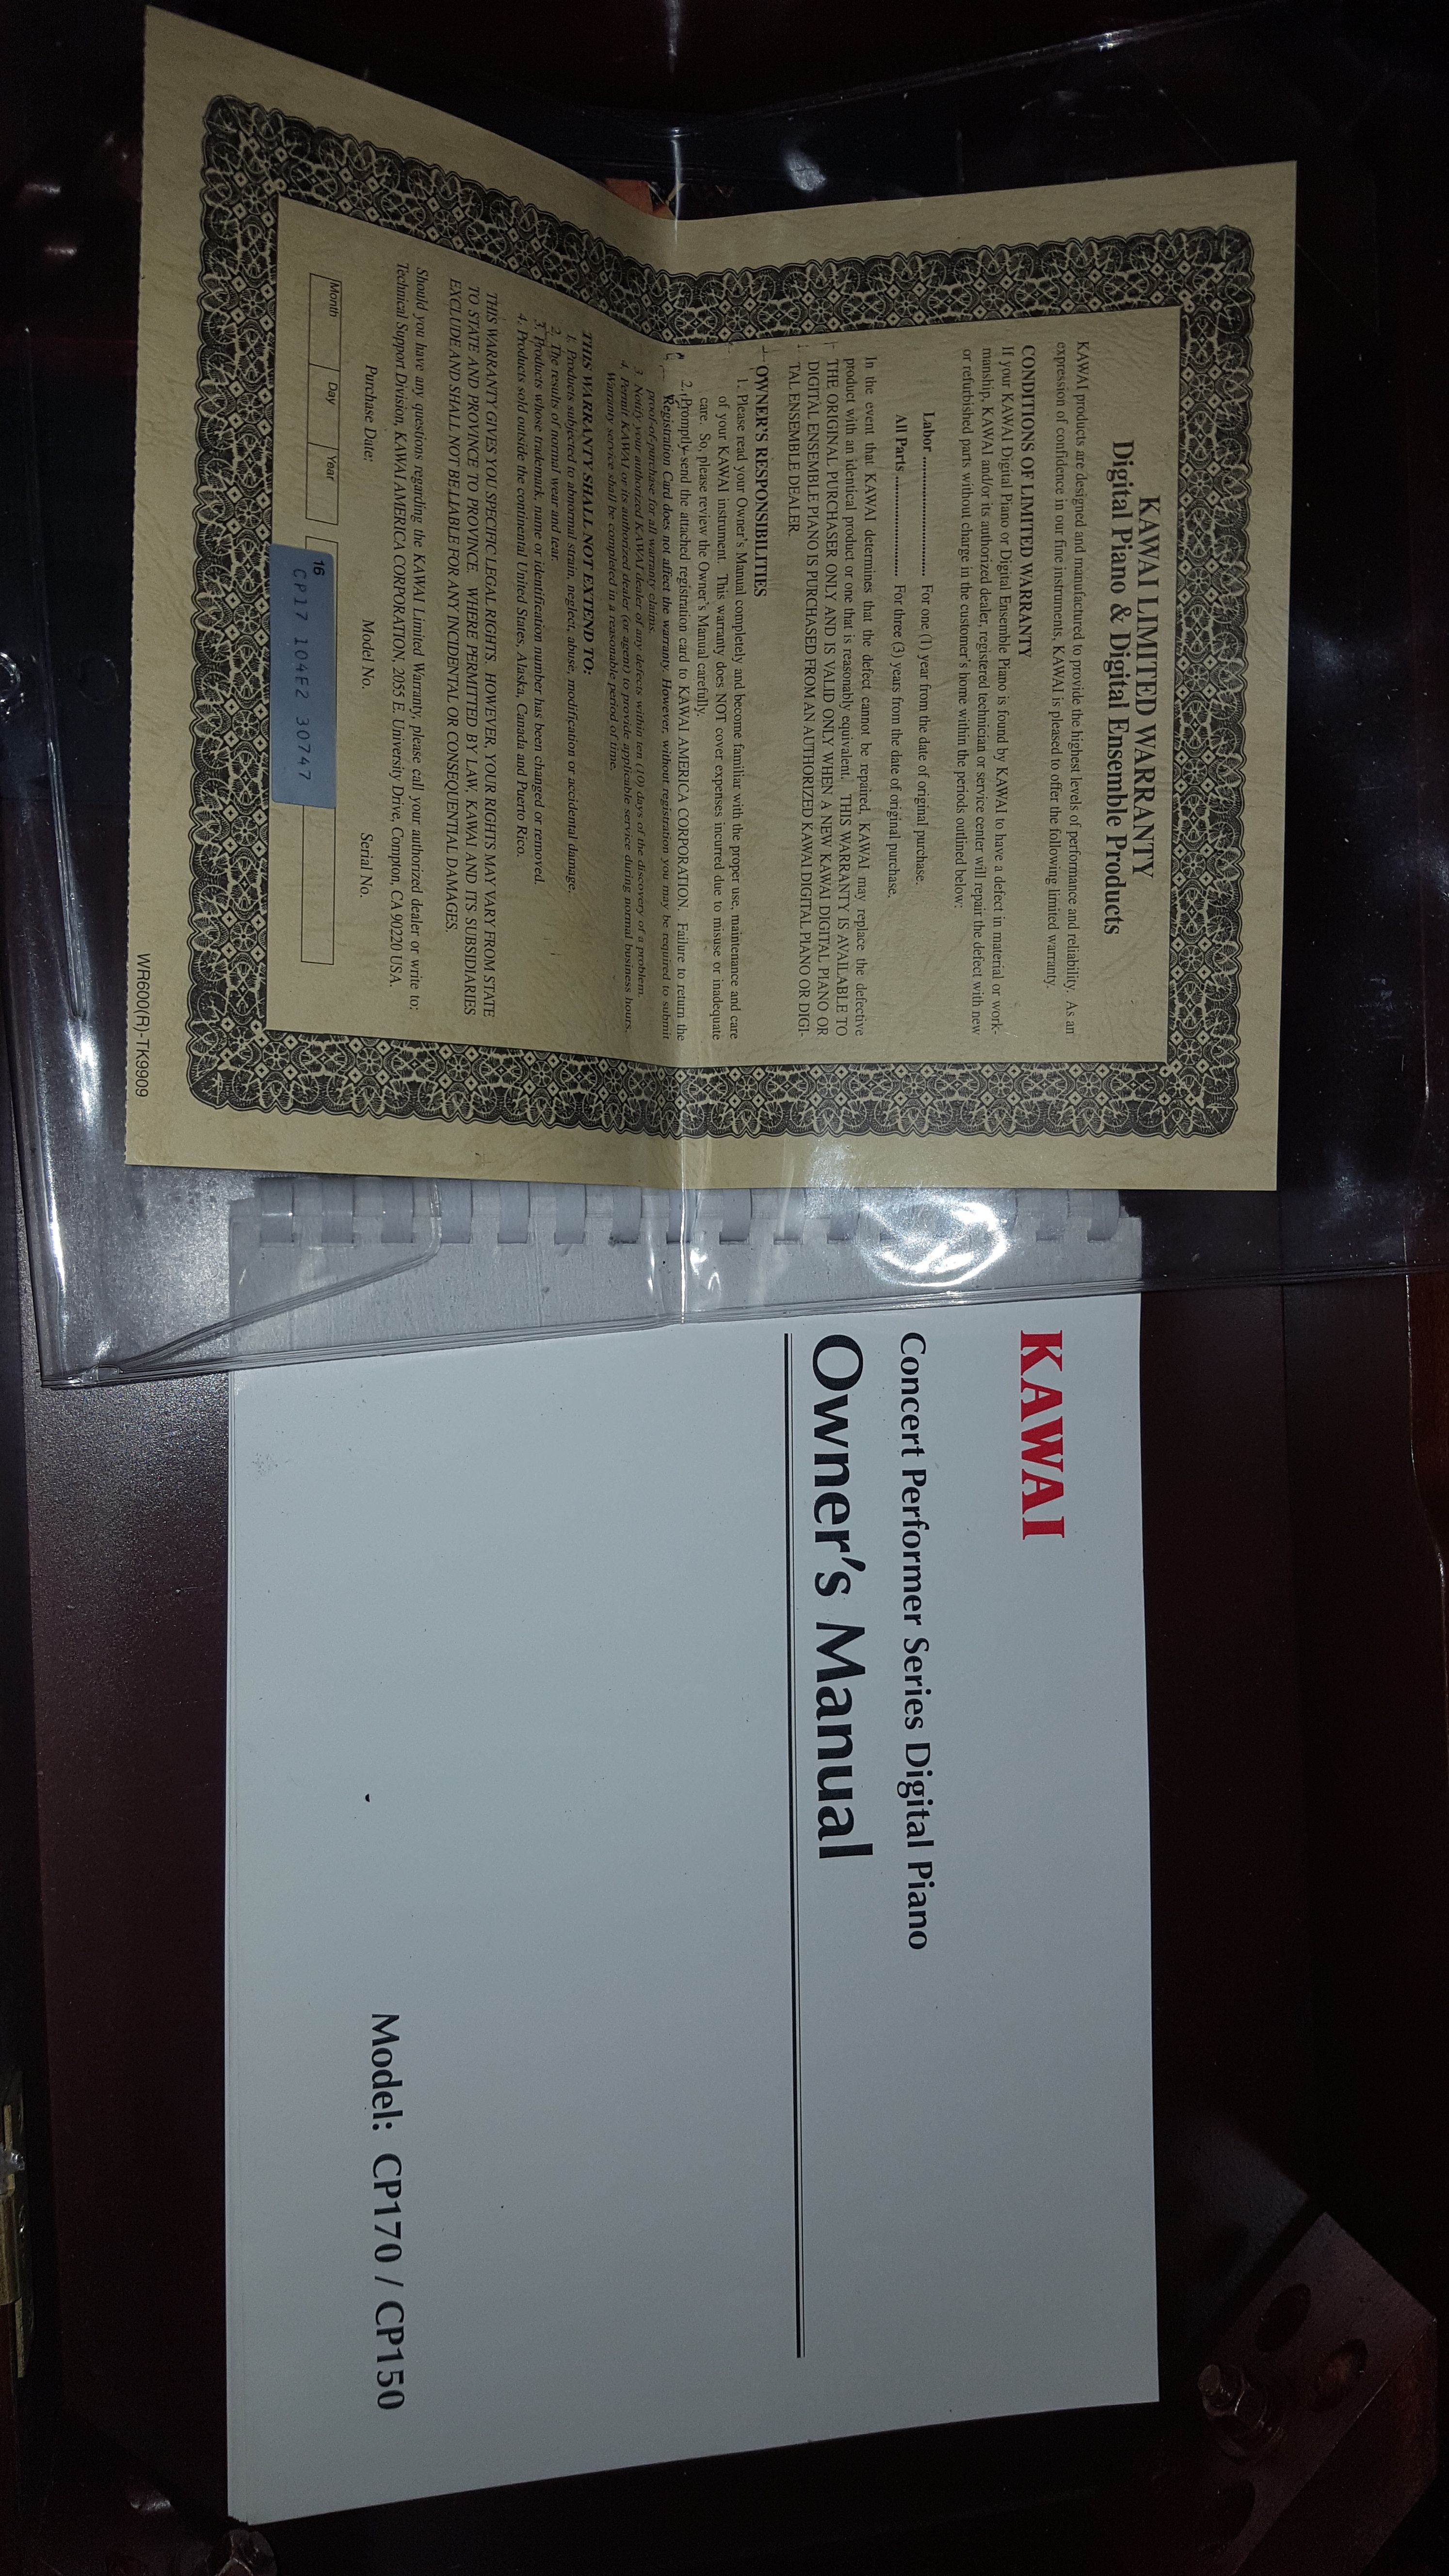 KAWAI LIMITED WARRANTY
Digital Piano & Digital Ensemble Products
KAWAI products are designed and manufactured to provide the highest levels of performance and reliability. As an
expression of confidence in our fine instruments, KAWAI is pleased to offer the following limited warranty.
CONDITIONS OF LIMITED WARRANTY
If your KAWAI Digital Piano or Digital Ensemble Piano is found by KAWAI to have a defect in material or work-
manship, KAWAI and/or its authorized dealer, registered technician or service center will repair the defect with new
or refurbished parts without charge in the customer's home within the periods outlined below:
Labor ................................ For one (1) year from the date of original purchase.
All Parts ........................... For three (3) years from the date of original purchase.
In the event that KAWAI determines that the defect cannot be repaired, KAWAI may replace the defective
product with an identical product or one that is reasonably equivalent. THIS WARRANTY IS AVAILABLE TO
THE ORIGINAL PURCHASER ONLY AND IS VALID ONLY WHEN A NEW KAWAI DIGITAL PIANO OR
DIGITAL ENSEMBLE PIANO IS PURCHASED FROM AN AUTHORIZED KAWAI DIGITAL PIANO OR DIGI-
TAL ENSEMBLE DEALER.
OWNER'S RESPONSIBILITIES
1. Please read your Owner's Manual completely and become familiar with the proper use, maintenance and care
of your KAWAI instrument. This warranty does NOT cover expenses incurred due to misuse or inadequate
care. So, please review the Owner's Manual carefully.
2. Promptly send the attached registration card to KAWAI AMERICA CORPORATION. Failure to return the
Registration Card does not affect the warranty. However, without registration you may be required to submit
proof-of-purchase for all warranty claims.
3. Notify your authorized KAWAI dealer of any defects within ten (10) days of the discovery of a problem.
4. Permit KAWAI or its authorized dealer (or agent) to provide applicable service during normal business hours.
Warranty service shall be completed in a reasonable period of time.
THIS WARRANTY SHALL NOT EXTEND TO:
1. Products subjected to abnormal strain, neglect, abuse, modification or accidental damage.
2. The results of normal wear and tear.
3. Products whose trademark, name or identification number has been changed or removed.
4. Products sold outside the continental United States, Alaska, Canada and Puerto Rico.
THIS WARRANTY GIVES YOU SPECIFIC LEGAL RIGHTS. HOWEVER, YOUR RIGHTS MAY VARY FROM STATE
TO STATE AND PROVINCE TO PROVINCE. WHERE PERMITTED BY LAW, KAWAI AND ITS SUBSIDIARIES
EXCLUDE AND SHALL NOT BE LIABLE FOR ANY INCIDENTAL OR CONSEQUENTIAL DAMAGES.
Should you have any questions regarding the KAWAI Limited Warranty, please call your authorized dealer or write to:
Technical Support Division, KAWAI AMERICA CORPORATION, 2055 E. University Drive, Compton, CA 90220 USA.
Purchase Date: Model No. Serial No.
Month Day Year
16
CP17 104E2 30747
WR600(R)-TK9909
KAWAI
Concert Performer Series Digital Piano
Owner's Manual
Model: CP170 / CP150